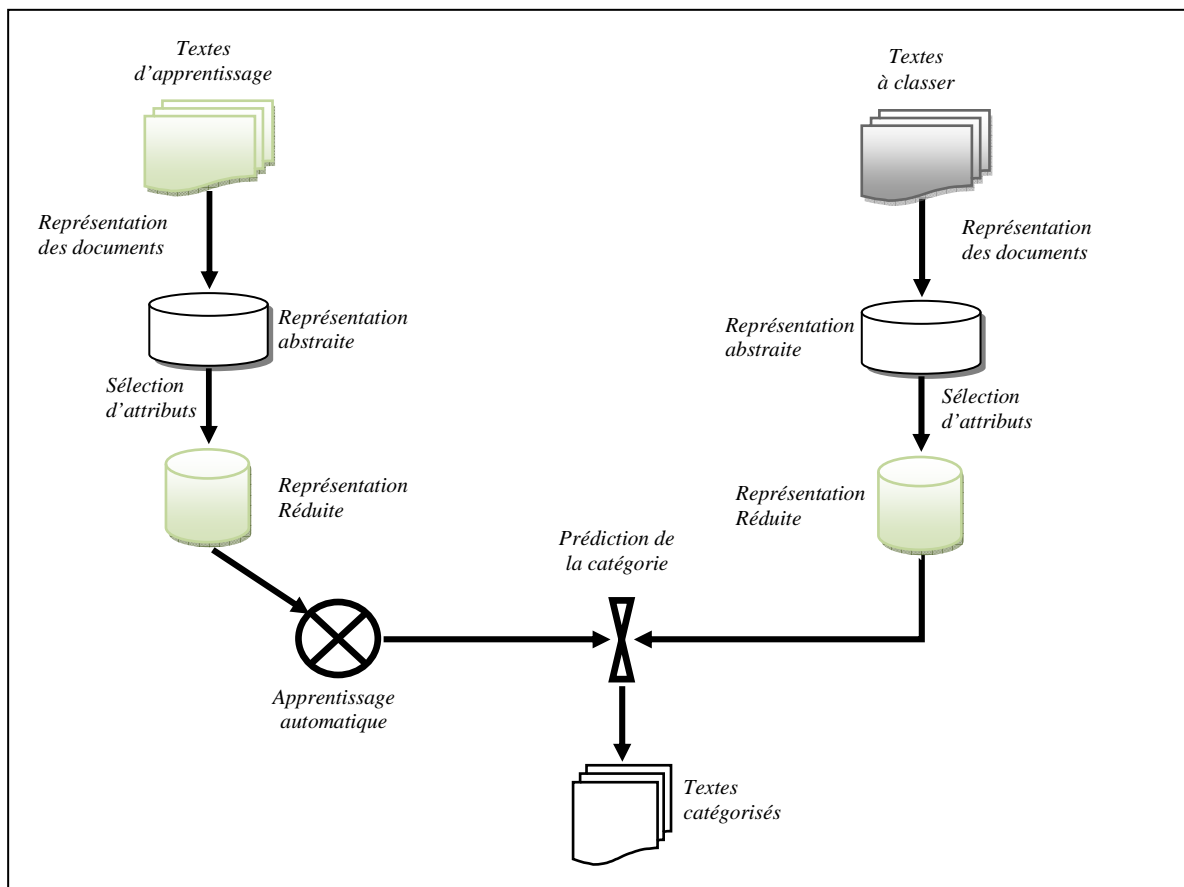 Textes
d'apprentissage
Textes
à classer
Représentation
des documents
Représentation
des documents
Représentation
abstraite
Représentation
abstraite
Sélection
d'attributs
Sélection
d'attributs
Représentation
Réduite
Représentation
Réduite
Prédiction de
la catégorie
Apprentissage
automatique
Textes
catégorisés